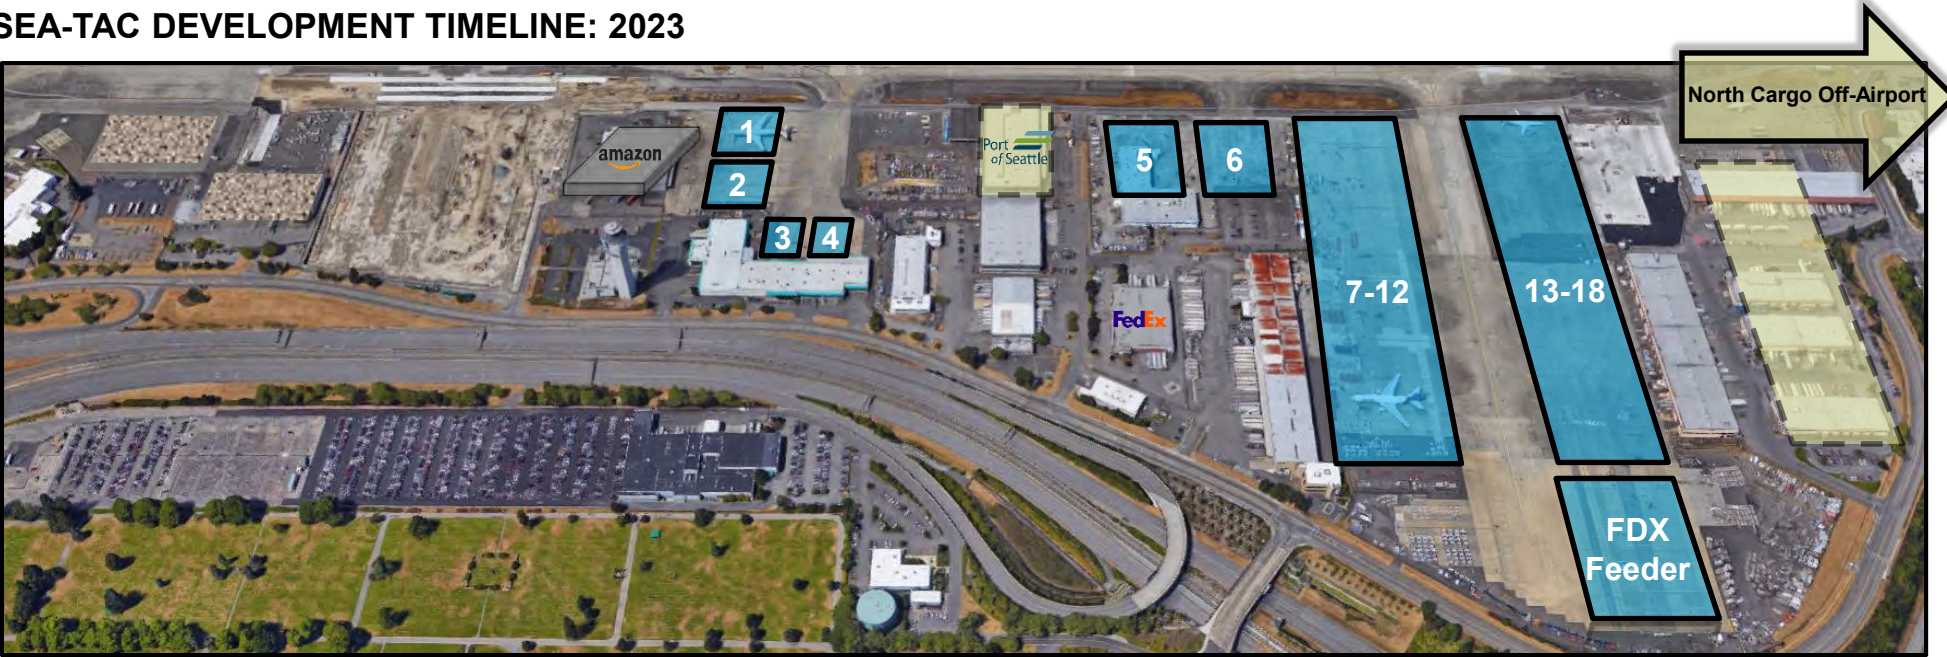 SEA-TAC DEVELOPMENT TIMELINE: 2023
North Cargo Off-Airport
1
2
3
4
amazon
Port
of Seattle
5
6
7-12
13-18
FedEx
FDX
Feeder